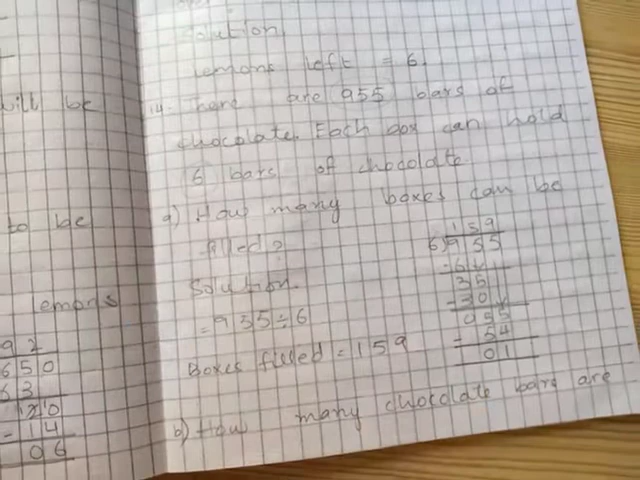 will be
to be
lemons
92
650
63
120
- 14
06
Solution
Lemons left = 6.
14. There are 955 bars of
chocolate. Each box can hold
6 bars of chocolate.
a) How many boxes can be
filled?
Solution
= 955 ÷ 6
Boxes filled = 159
159
6)955
- 6
35
- 30
055
- 54
01
b) How many chocolate bars are